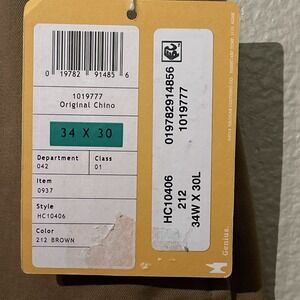 0 19782 91485 6
1019777
Original Chino
34 X 30
Department Class
042 01
Item
0937
Style
HC10406
Color
212 BROWN
019782914856
1019777
HC10406
212
34W X 30L
Genius.